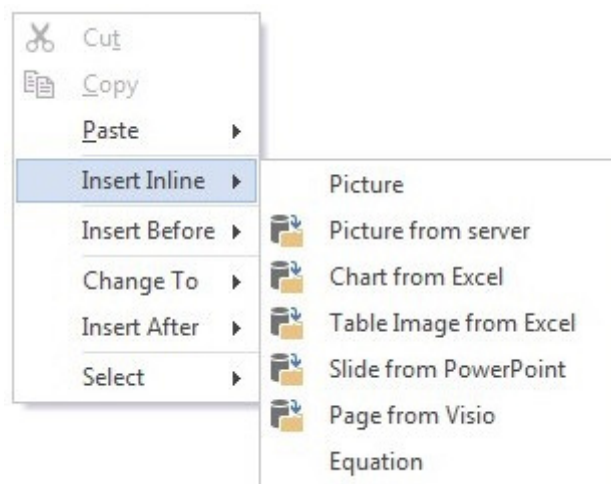 Cut
Copy
Paste
Insert Inline
Insert Before
Change To
Insert After
Select
Picture
Picture from server
Chart from Excel
Table Image from Excel
Slide from PowerPoint
Page from Visio
Equation